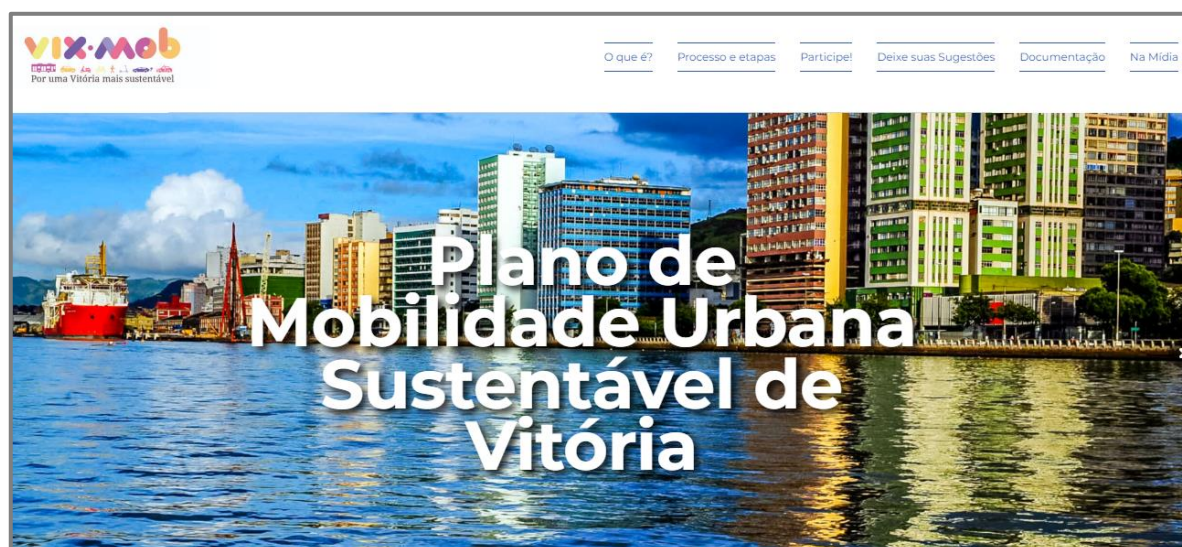 vix·mob
Por uma Vitória mais sustentável
O que é?
Processo e etapas
Participe!
Deixe suas Sugestões
Documentação
Na Mídia
Plano de
Mobilidade Urbana
Sustentável de
Vitória